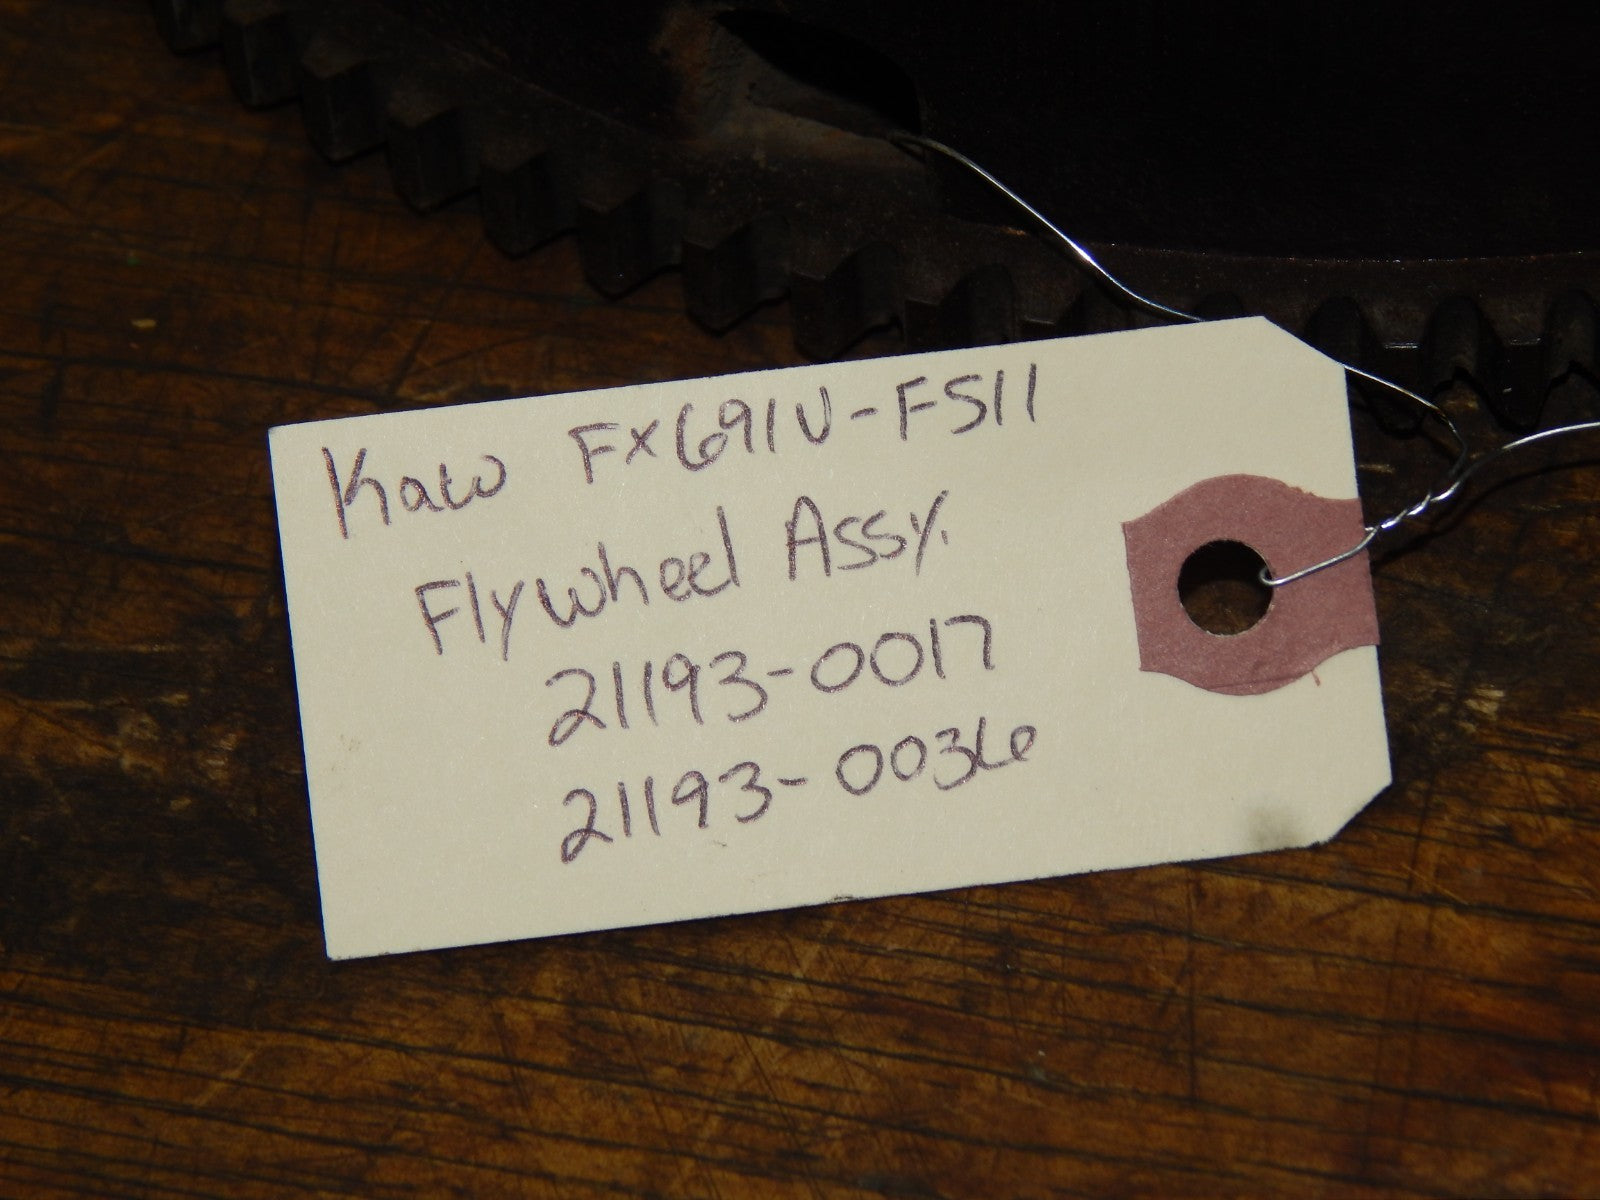 Kaw FX691V-FS11
Flywheel Assy.
21193-0017
21193-0036